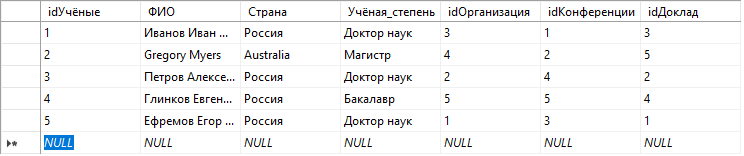 idУчёные ФИО Страна Учёная_степень idОрганизация idКонференции idДоклад
1 Иванов Иван ... Россия Доктор наук 3 1 3
2 Gregory Myers Australia Магистр 4 2 5
3 Петров Алексе... Россия Доктор наук 2 4 2
4 Глинков Евген... Россия Бакалавр 5 5 4
5 Ефремов Егор ... Россия Доктор наук 1 3 1
NULL NULL NULL NULL NULL NULL NULL